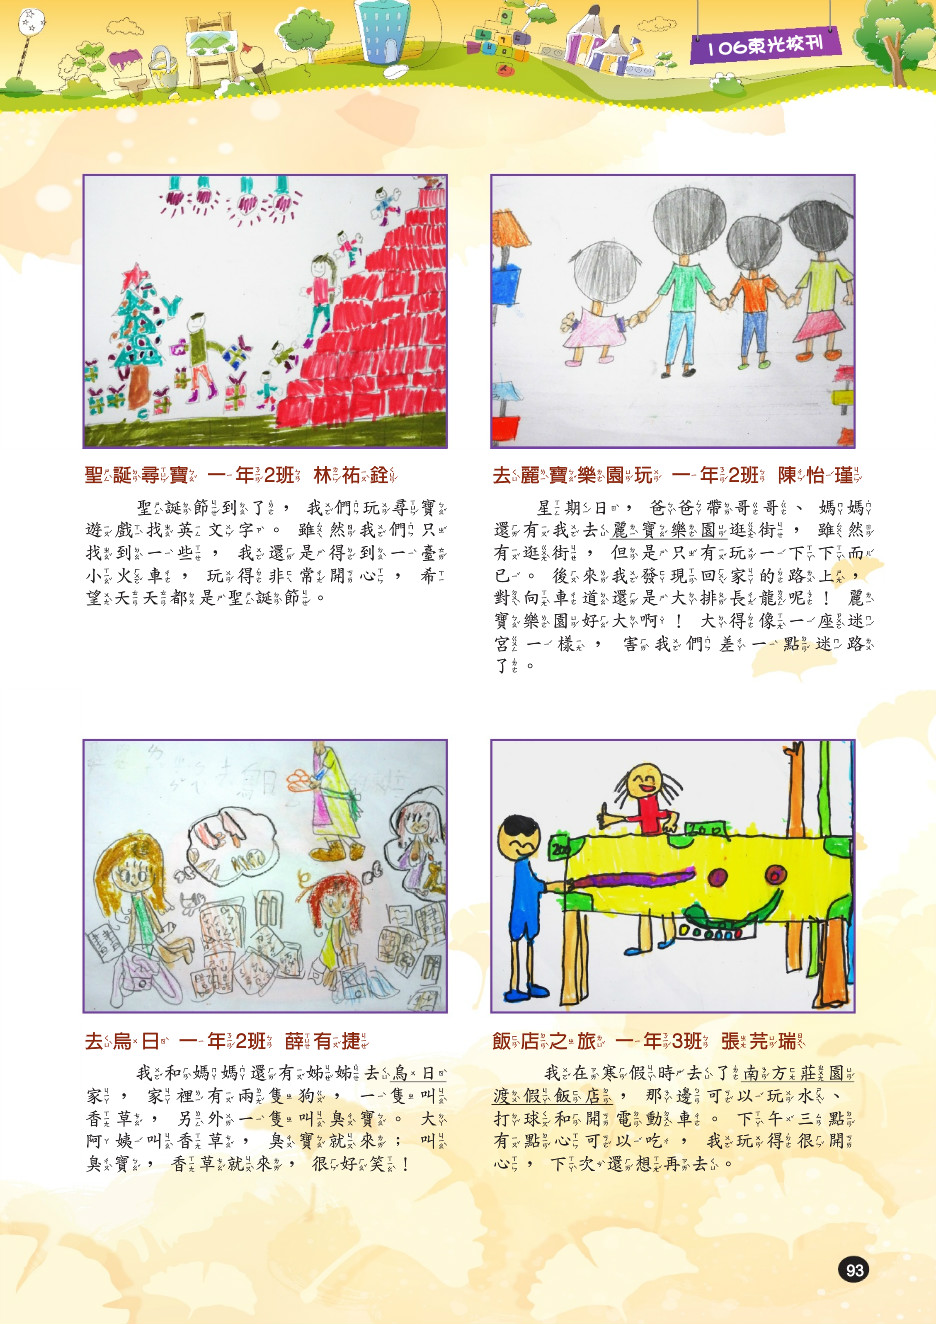 106東光校刊
聖誕尋寶 一年2班 林祐銓
聖誕節到了，我們玩尋寶
遊戲找英文字。雖然我們只
找到一些，我還是得到一臺
小火車，玩得非常開心，希
望天天都是聖誕節。
去麗寶樂園玩 一年2班 陳怡瑾
星期日，爸爸帶哥哥、媽媽
還有我去麗寶樂園逛街，雖然
有逛街，但是只有玩一下下而
已。後來我發現回家的路上，
對向車道還是大排長龍呢！麗
寶樂園好大啊！大得像一座迷
宮一樣，害我們差一點迷路
了。
去烏日 一年2班 薛有捷
我和媽媽還有姊姊去烏日
家，家裡有兩隻狗，一隻叫
香草，另外一隻叫臭寶。大
阿姨叫香草，臭寶就來；叫
臭寶，香草就來，很好笑！
200
200
飯店之旅 一年3班 張芫瑞
我在寒假時去了南方莊園
渡假飯店，那邊可以玩水、
打球和開電動車。下午三點
有點心可以吃，我玩得很開
心，下次還想再去。
93